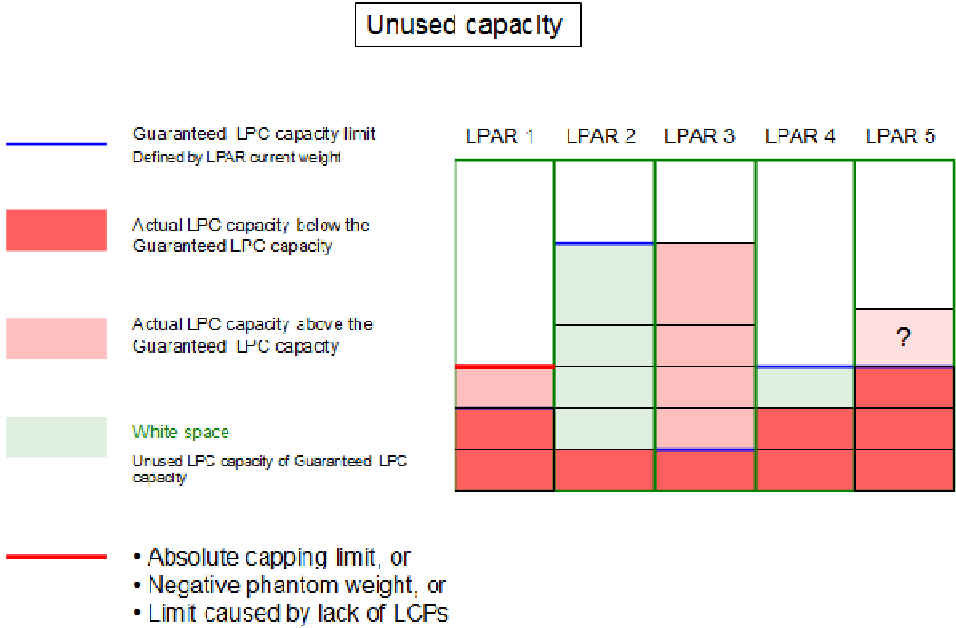 Unused capacity
Guaranteed LPC capacity limit
Defined by LPAR current weight
LPAR 1 LPAR 2 LPAR 3 LPAR 4 LPAR 5
Actual LPC capacity below the
Guaranteed LPC capacity
Actual LPC capacity above the
Guaranteed LPC capacity
?
White space
Unused LPC capacity of Guaranteed LPC
capacity
• Absolute capping limit, or
• Negative phantom weight, or
• Limit caused by lack of LCPs